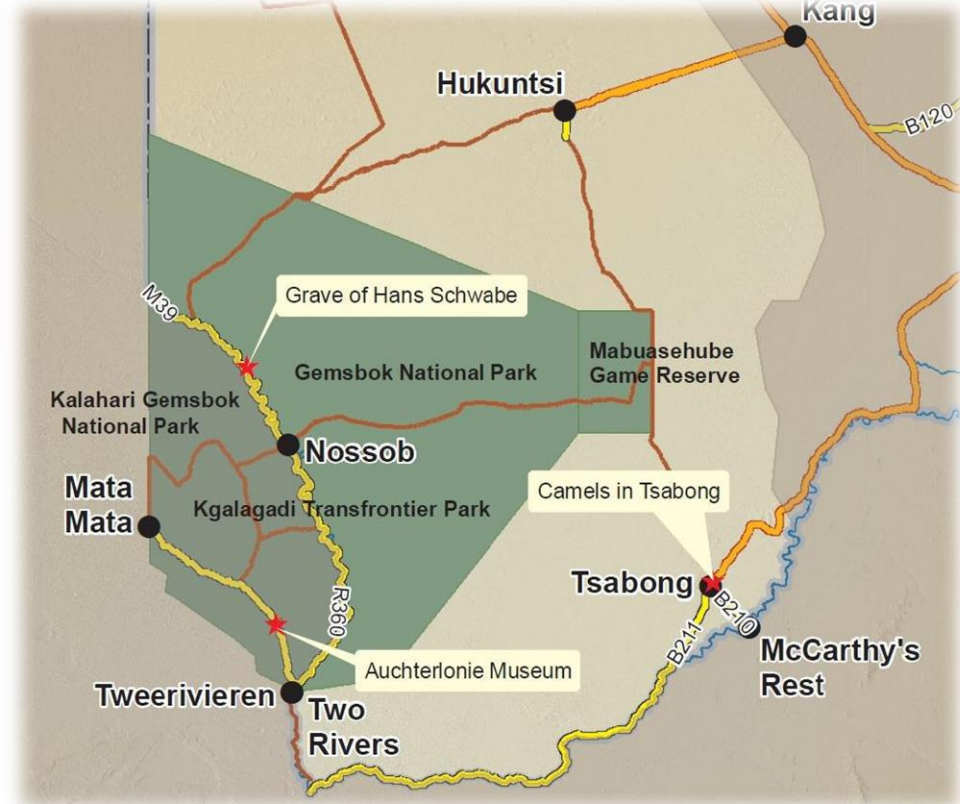 Kang
Hukuntsi
B120
Grave of Hans Schwabe
M39
Mabuasehube
Game Reserve
Gemsbok National Park
Kalahari Gemsbok
National Park
Nossob
Mata
Mata
Camels in Tsabong
Kgalagadi Transfrontier Park
Tsabong
B210
R360
B211
McCarthy's
Rest
Auchterlonie Museum
Tweerivieren
Two
Rivers